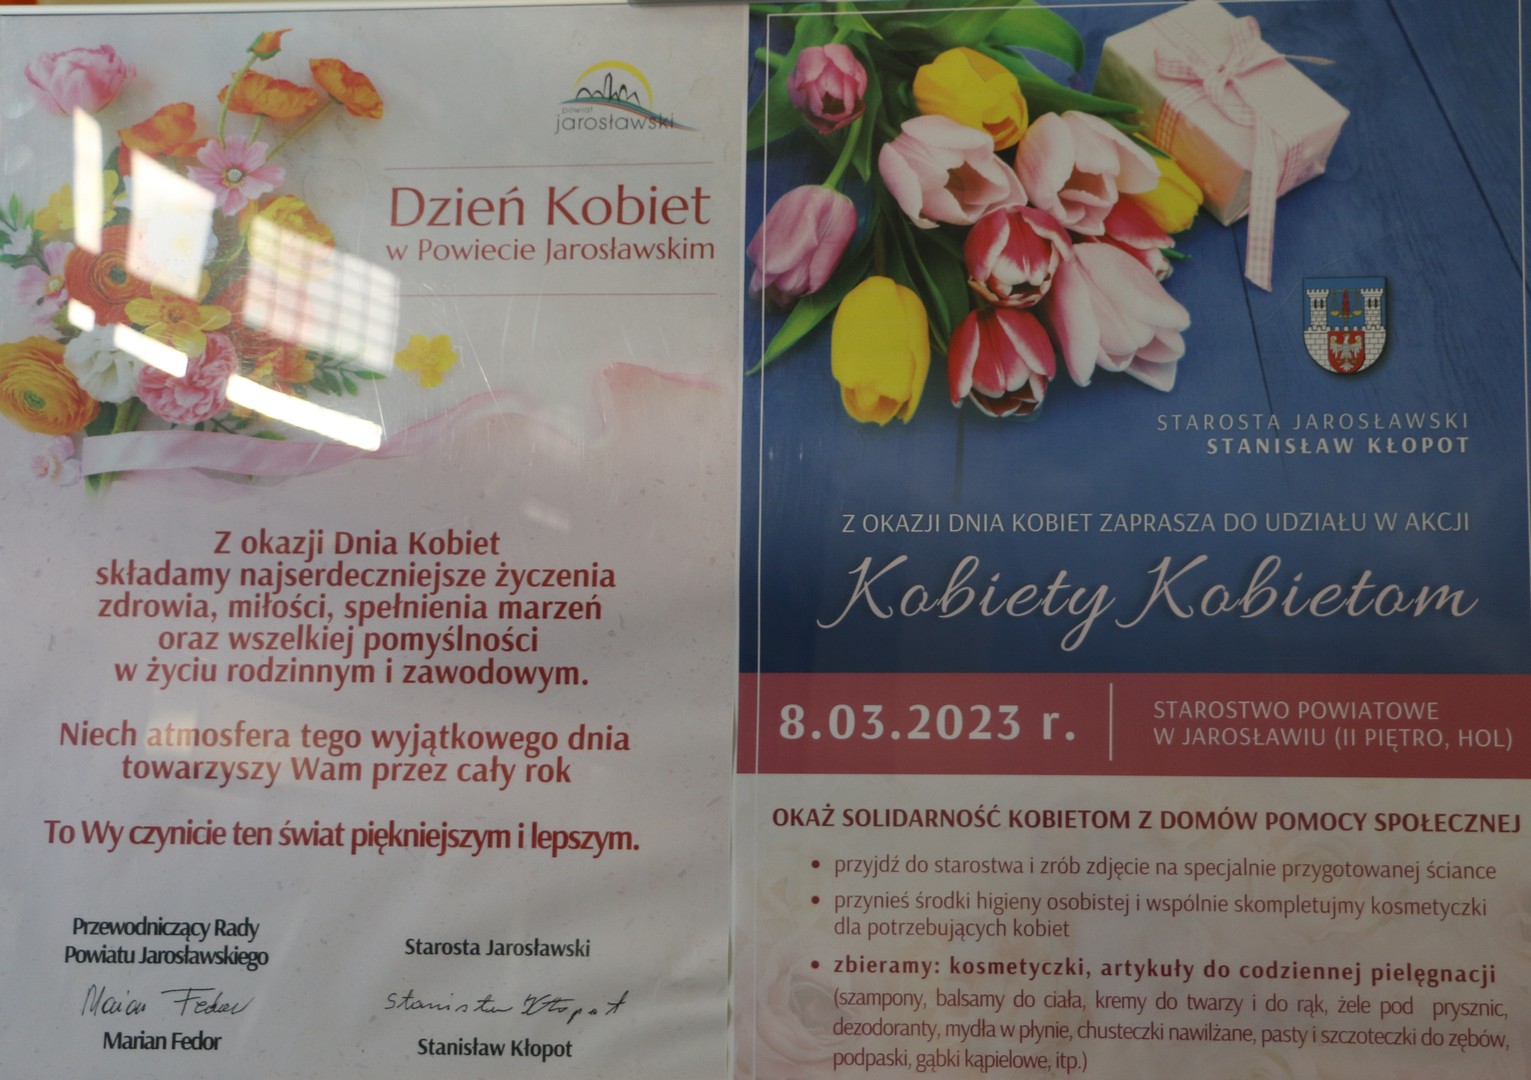 powiat
jarosławski
Dzień Kobiet
w Powiecie Jarosławskim
Z okazji Dnia Kobiet
składamy najserdeczniejsze życzenia
zdrowia, miłości, spełnienia marzeń
oraz wszelkiej pomyślności
w życiu rodzinnym i zawodowym.
Niech atmosfera tego wyjątkowego dnia
towarzyszy Wam przez cały rok
To Wy czynicie ten świat piękniejszym i lepszym.
Przewodniczący Rady
Powiatu Jarosławskiego
Marian Fedor
Marian Fedor
Starosta Jarosławski
Stanisław Kłopot
Stanisław Kłopot
STAROSTA JAROSŁAWSKI
STANISŁAW KŁOPOT
Z OKAZJI DNIA KOBIET ZAPRASZA DO UDZIAŁU W AKCJI
Kobiety Kobietom
8.03.2023 r.
STAROSTWO POWIATOWE
W JAROSŁAWIU (II PIĘTRO, HOL)
OKAŻ SOLIDARNOŚĆ KOBIETOM Z DOMÓW POMOCY SPOŁECZNEJ
• przyjdź do starostwa i zrób zdjęcie na specjalnie przygotowanej ściance
• przynieś środki higieny osobistej i wspólnie skompletujmy kosmetyczki
dla potrzebujących kobiet
• zbieramy: kosmetyczki, artykuły do codziennej pielęgnacji
(szampony, balsamy do ciała, kremy do twarzy i do rąk, żele pod prysznic,
dezodoranty, mydła w płynie, chusteczki nawilżane, pasty i szczoteczki do zębów,
podpaski, gąbki kąpielowe, itp.)